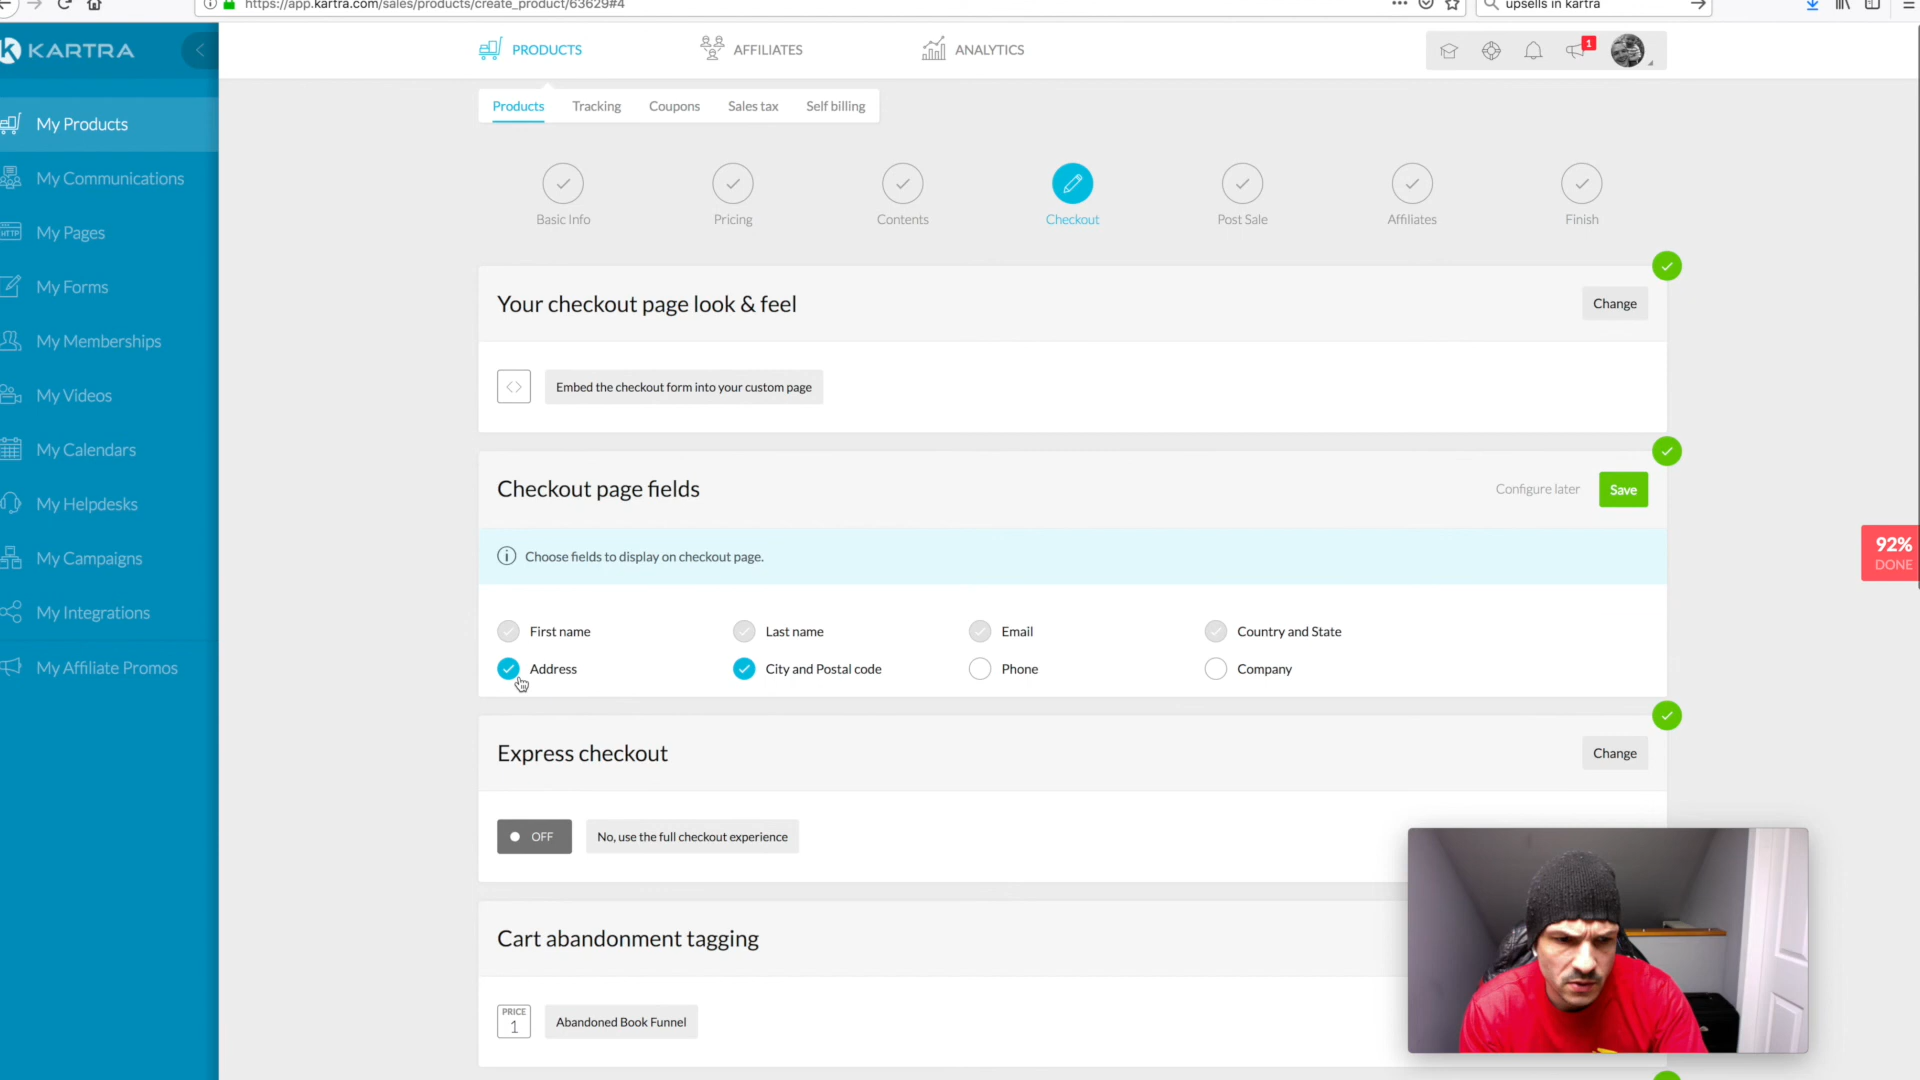 https://app.kartra.com/sales/products/create_product/63629#4
upsells in kartra
KARTRA
PRODUCTS
AFFILIATES
ANALYTICS
1
My Products
My Communications
My Pages
HTTP
My Forms
My Memberships
My Videos
My Calendars
My Helpdesks
My Campaigns
My Integrations
My Affiliate Promos
Products
Tracking
Coupons
Sales tax
Self billing
Basic Info
Pricing
Contents
Checkout
Post Sale
Affiliates
Finish
Your checkout page look & feel
Change
Embed the checkout form into your custom page
Checkout page fields
Configure later
Save
Choose fields to display on checkout page.
92%
DONE
First name
Last name
Email
Country and State
Address
City and Postal code
Phone
Company
Express checkout
Change
OFF
No, use the full checkout experience
Cart abandonment tagging
PRICE
1
Abandoned Book Funnel